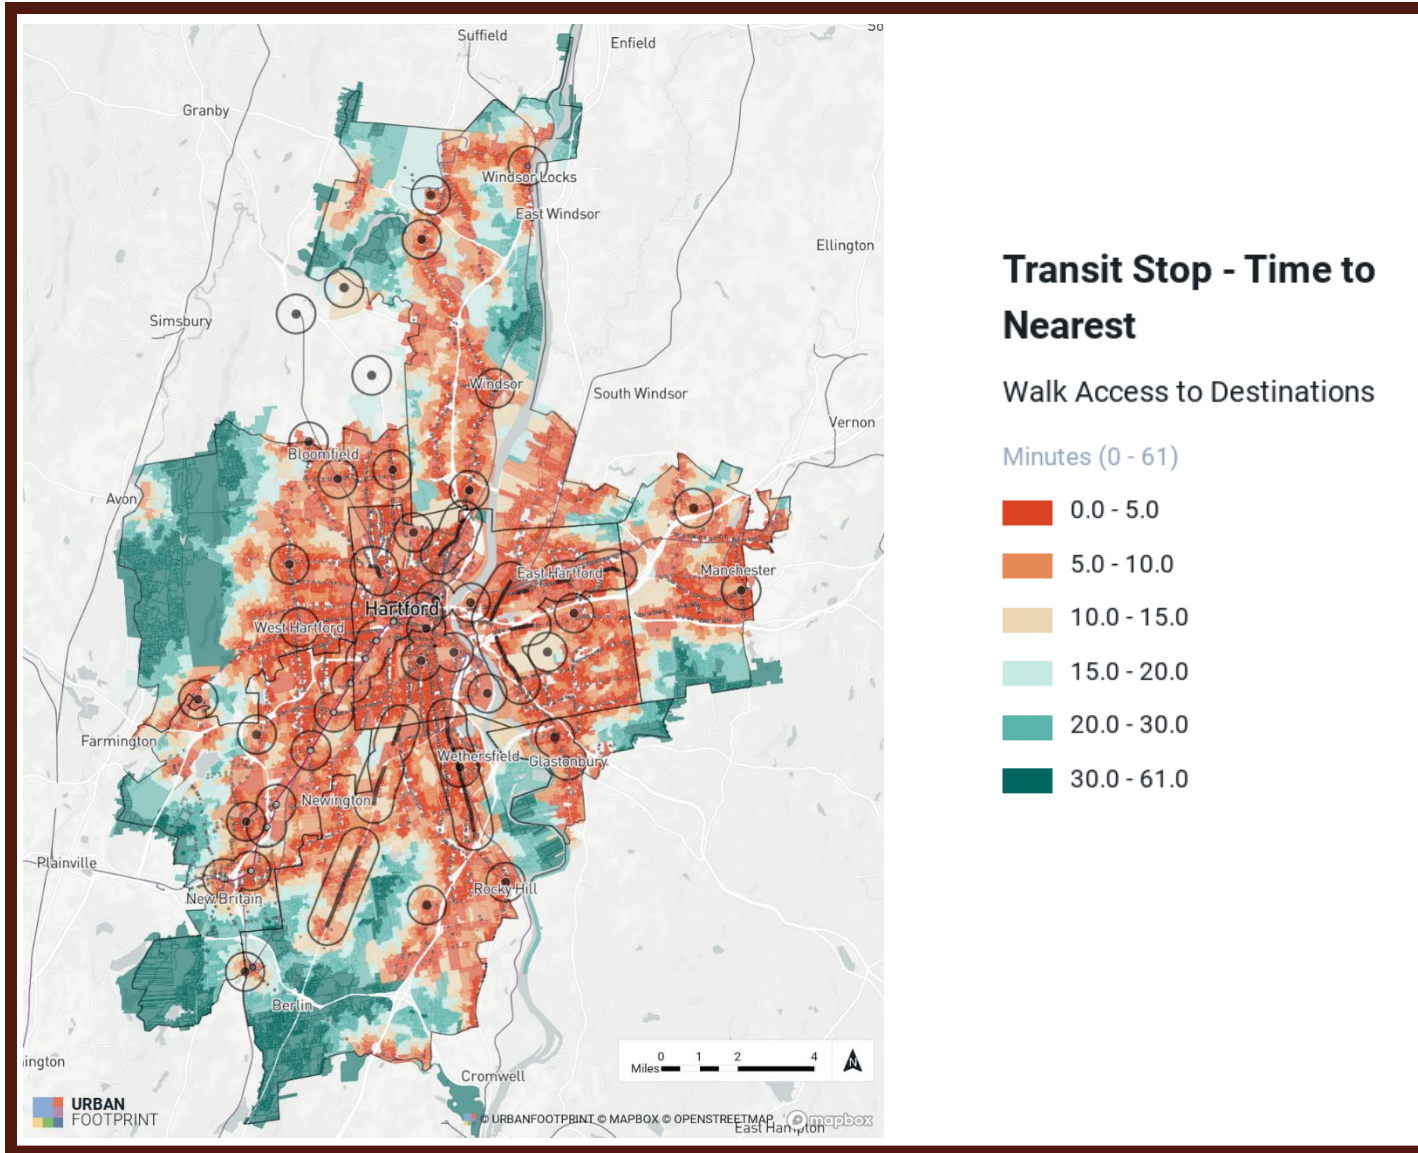 So
Suffield
Enfield
Granby
Windsor Locks
East Windsor
Ellington
Simsbury
Windsor
South Windsor
Vernon
Bloomfield
Avon
East Hartford
Manchester
Hartford
West Hartford
Farmington
Wethersfield
Glastonbury
Newington
Plainville
Rocky Hill
New Britain
Berlin
ington
Cromwell
East Hampton
0 1 2 4
Miles
N
URBAN
FOOTPRINT
© URBANFOOTPRINT © MAPBOX © OPENSTREETMAP
mapbox
Transit Stop - Time to
Nearest
Walk Access to Destinations
Minutes (0 - 61)
0.0 - 5.0
5.0 - 10.0
10.0 - 15.0
15.0 - 20.0
20.0 - 30.0
30.0 - 61.0